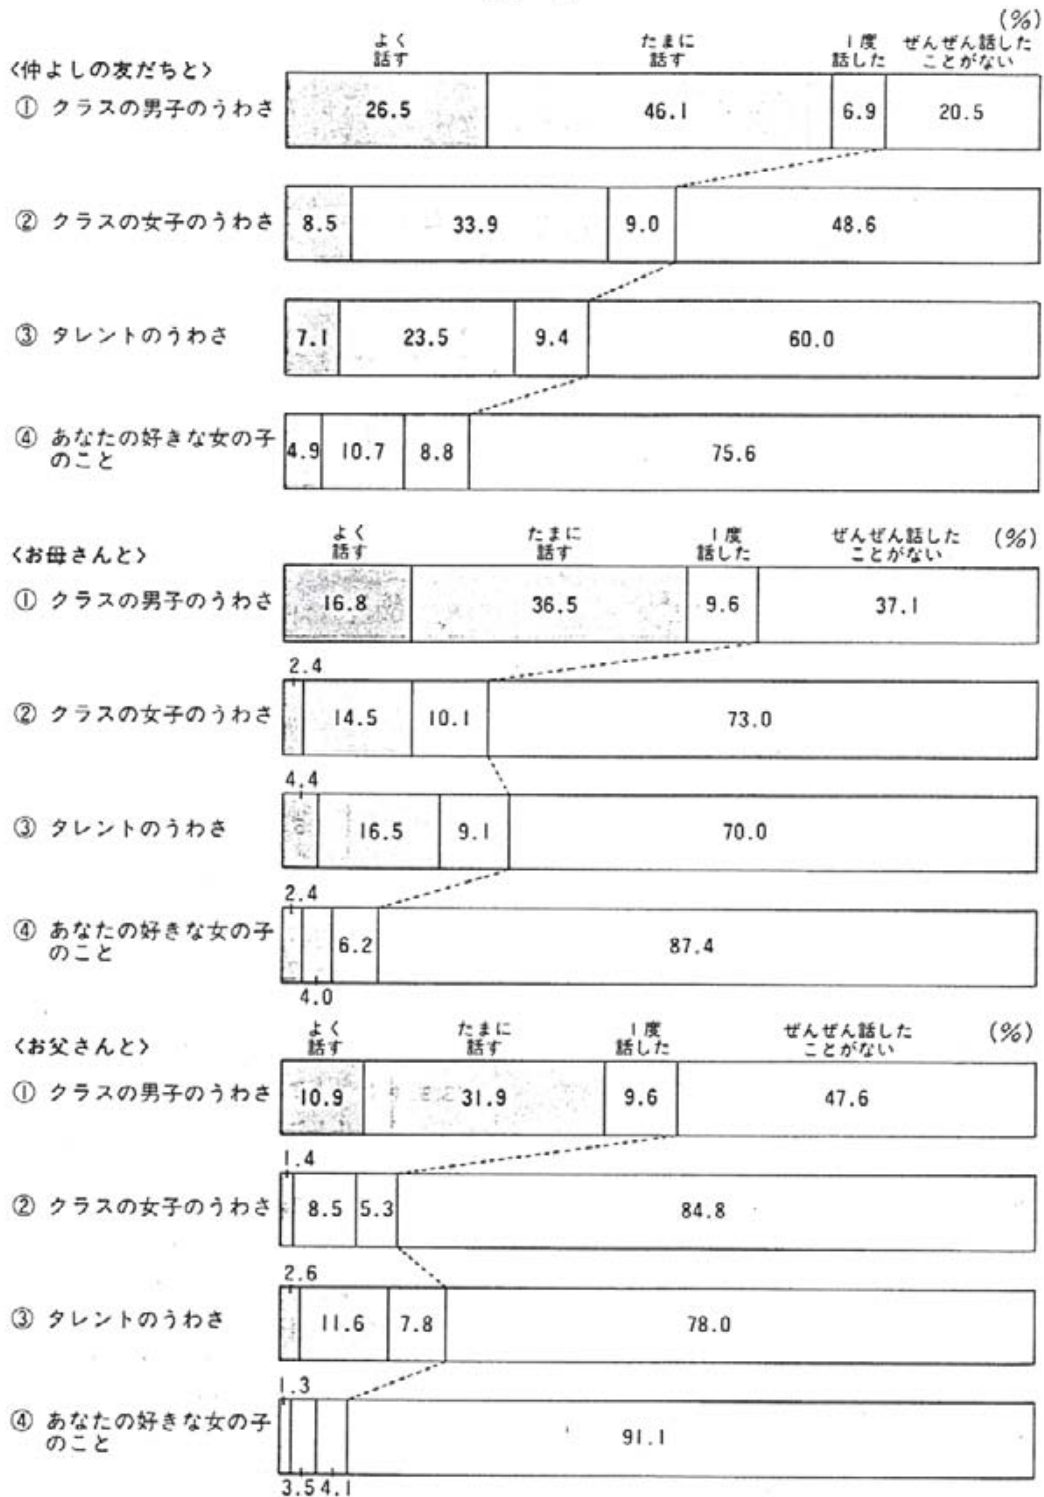 (%)
よく話す たまに話す 1度話した ぜんぜん話したことがない
〈仲よしの友だちと〉
① クラスの男子のうわさ 26.5 46.1 6.9 20.5
② クラスの女子のうわさ 8.5 33.9 9.0 48.6
③ タレントのうわさ 7.1 23.5 9.4 60.0
④ あなたの好きな女の子 4.9 10.7 8.8 75.6
のこと
よく話す たまに話す 1度話した ぜんぜん話したことがない (%)
〈お母さんと〉
① クラスの男子のうわさ 16.8 36.5 9.6 37.1
2.4
② クラスの女子のうわさ 14.5 10.1 73.0
4.4
③ タレントのうわさ 16.5 9.1 70.0
2.4
④ あなたの好きな女の子 6.2 87.4
のこと
4.0
よく話す たまに話す 1度話した ぜんぜん話したことがない (%)
〈お父さんと〉
① クラスの男子のうわさ 10.9 31.9 9.6 47.6
1.4
② クラスの女子のうわさ 8.5 5.3 84.8
2.6
③ タレントのうわさ 11.6 7.8 78.0
1.3
④ あなたの好きな女の子 91.1
のこと
3.5 4.1